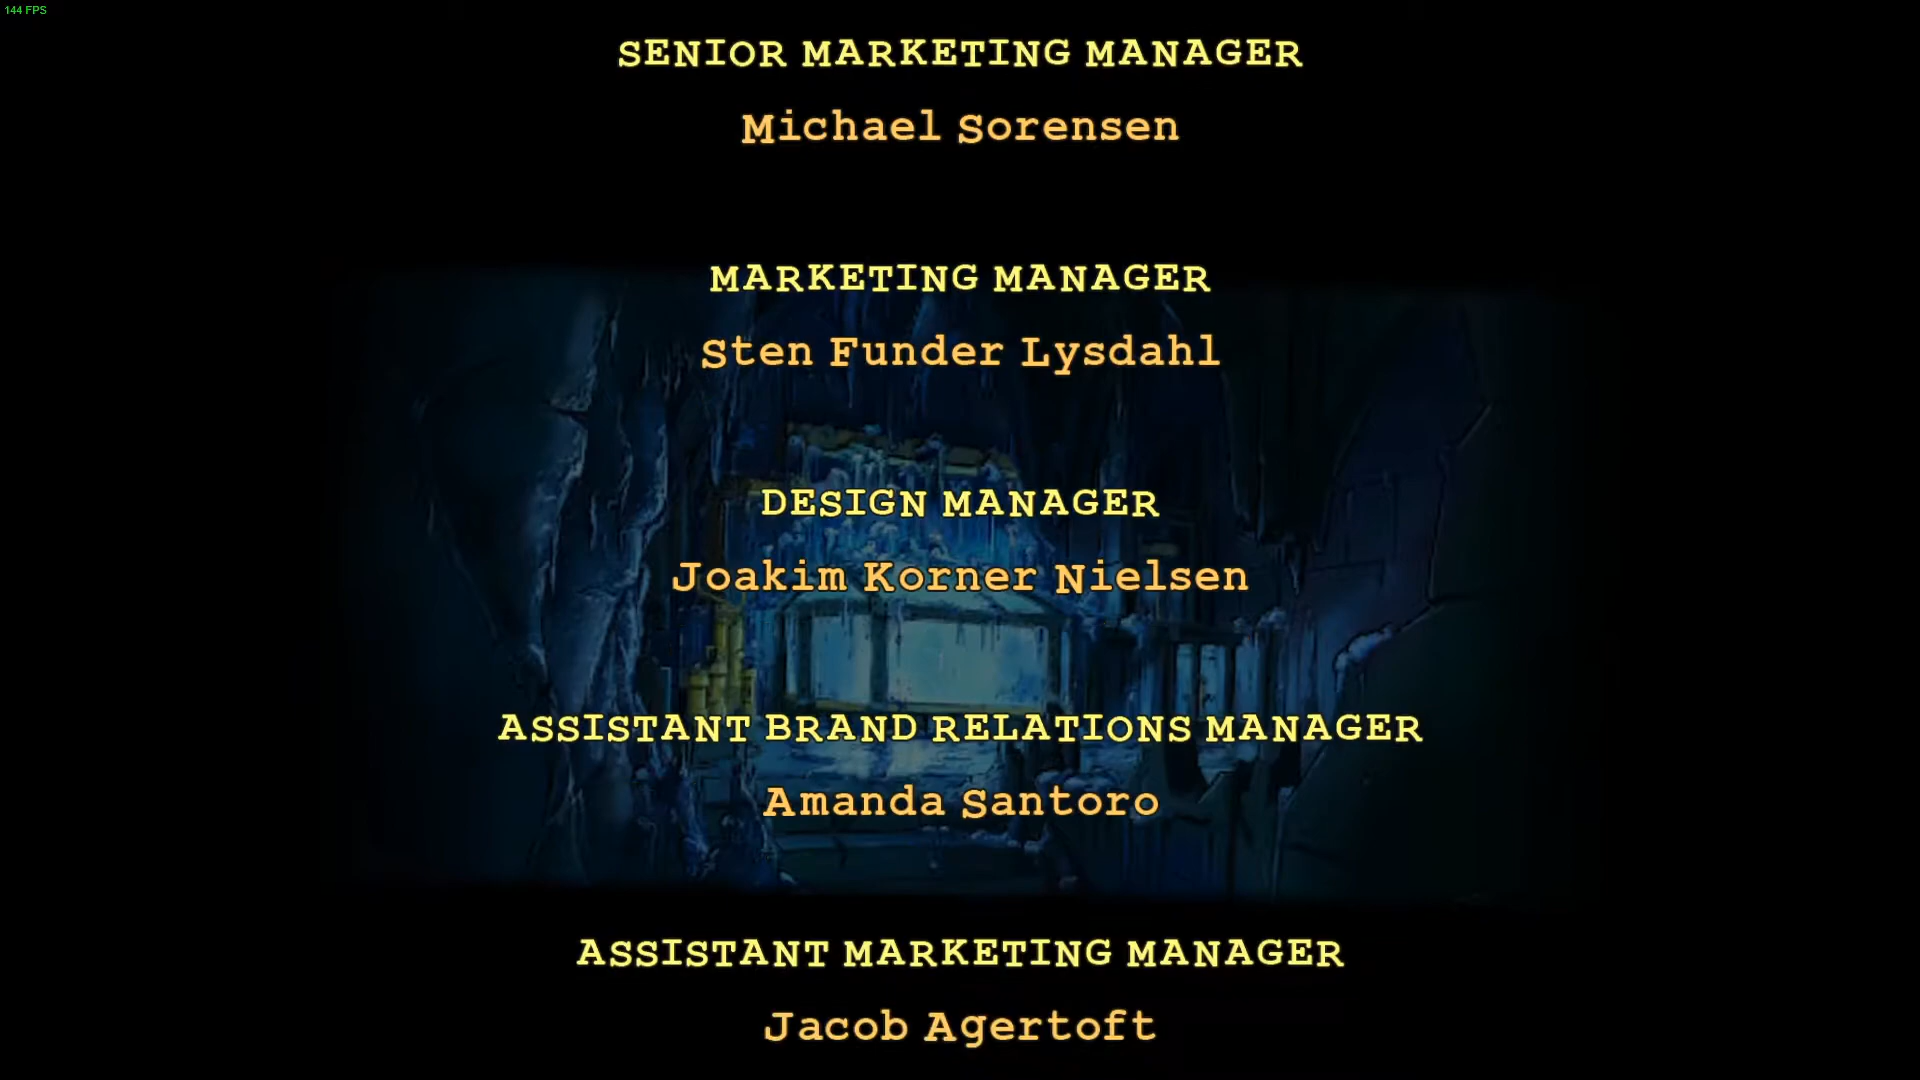 144 FPS
SENIOR MARKETING MANAGER
Michael Sorensen
MARKETING MANAGER
Sten Funder Lysdahl
DESIGN MANAGER
Joakim Korner Nielsen
ASSISTANT BRAND RELATIONS MANAGER
Amanda Santoro
ASSISTANT MARKETING MANAGER
Jacob Agertoft